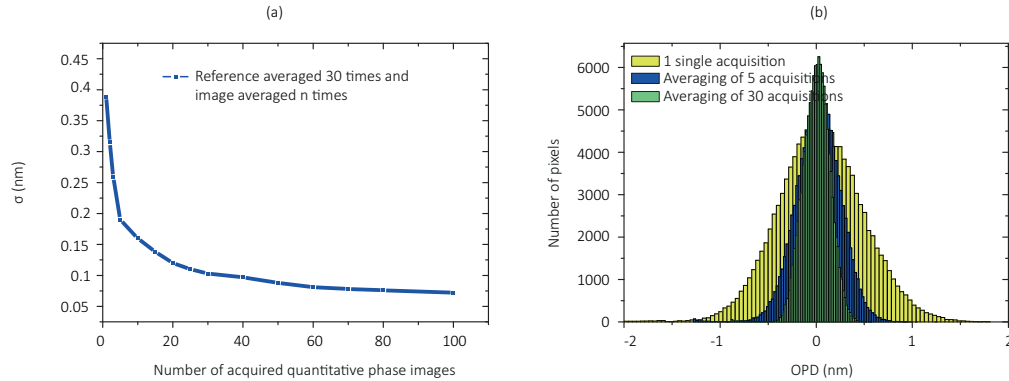 (a)
0.45
0.4
0.35
0.3
0.25
0.2
0.15
0.1
0.05
σ (nm)
Reference averaged 30 times and
image averaged n times
0 20 40 60 80 100
Number of acquired quantitative phase images
(b)
6000
5000
4000
3000
2000
1000
0
Number of pixels
1 single acquisition
Averaging of 5 acquisitions
Averaging of 30 acquisitions
-2 -1 0 1 2
OPD (nm)